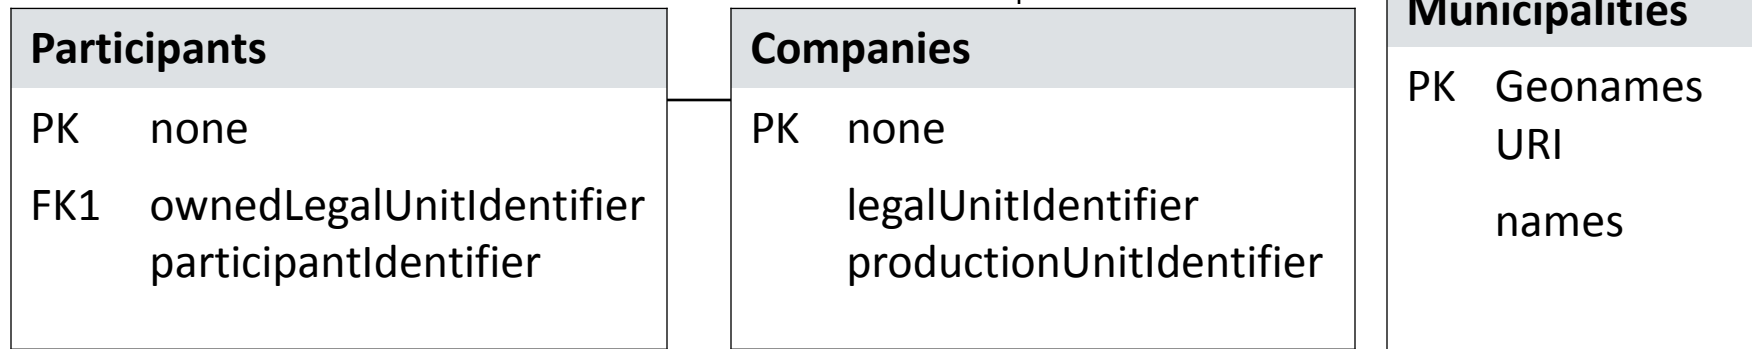 Participants
PK none
FK1 ownedLegalUnitIdentifier
participantIdentifier
Companies
PK none
legalUnitIdentifier
productionUnitIdentifier
Municipalities
PK Geonames
URI
names